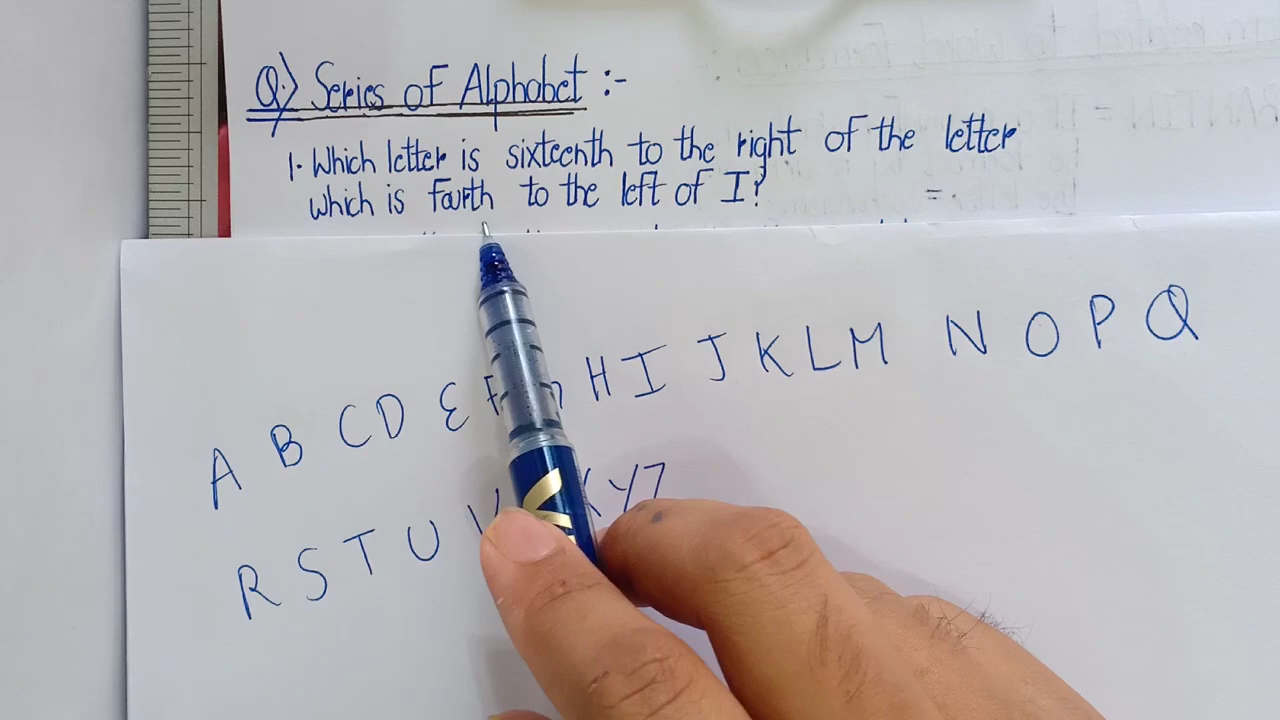 Q) Series of Alphabet :-
1. Which letter is sixteenth to the right of the letter
which is fourth to the left of I?
A B C D E F H I J K L M N O P Q
R S T U V X Y Z